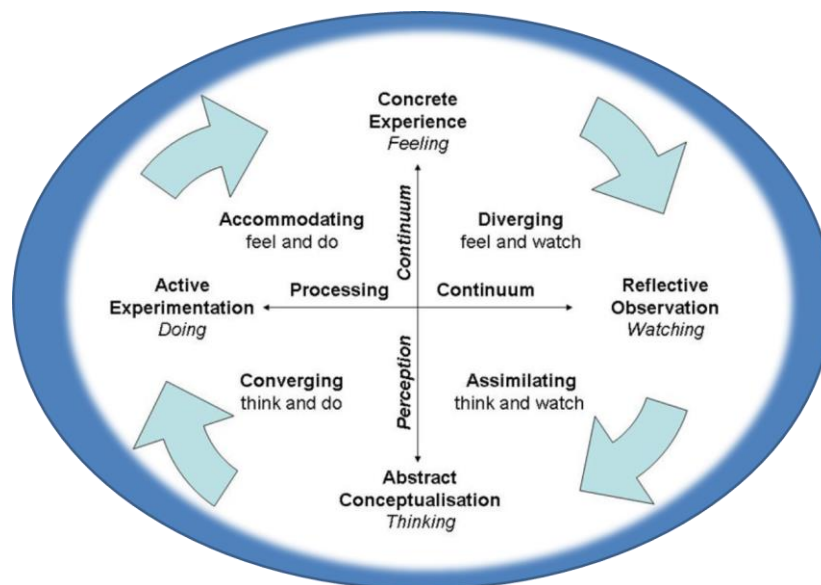 Concrete
Experience
Feeling
Accommodating
feel and do
Continuum
Diverging
feel and watch
Active
Experimentation
Doing
Processing
Continuum
Reflective
Observation
Watching
Converging
think and do
Perception
Assimilating
think and watch
Abstract
Conceptualisation
Thinking